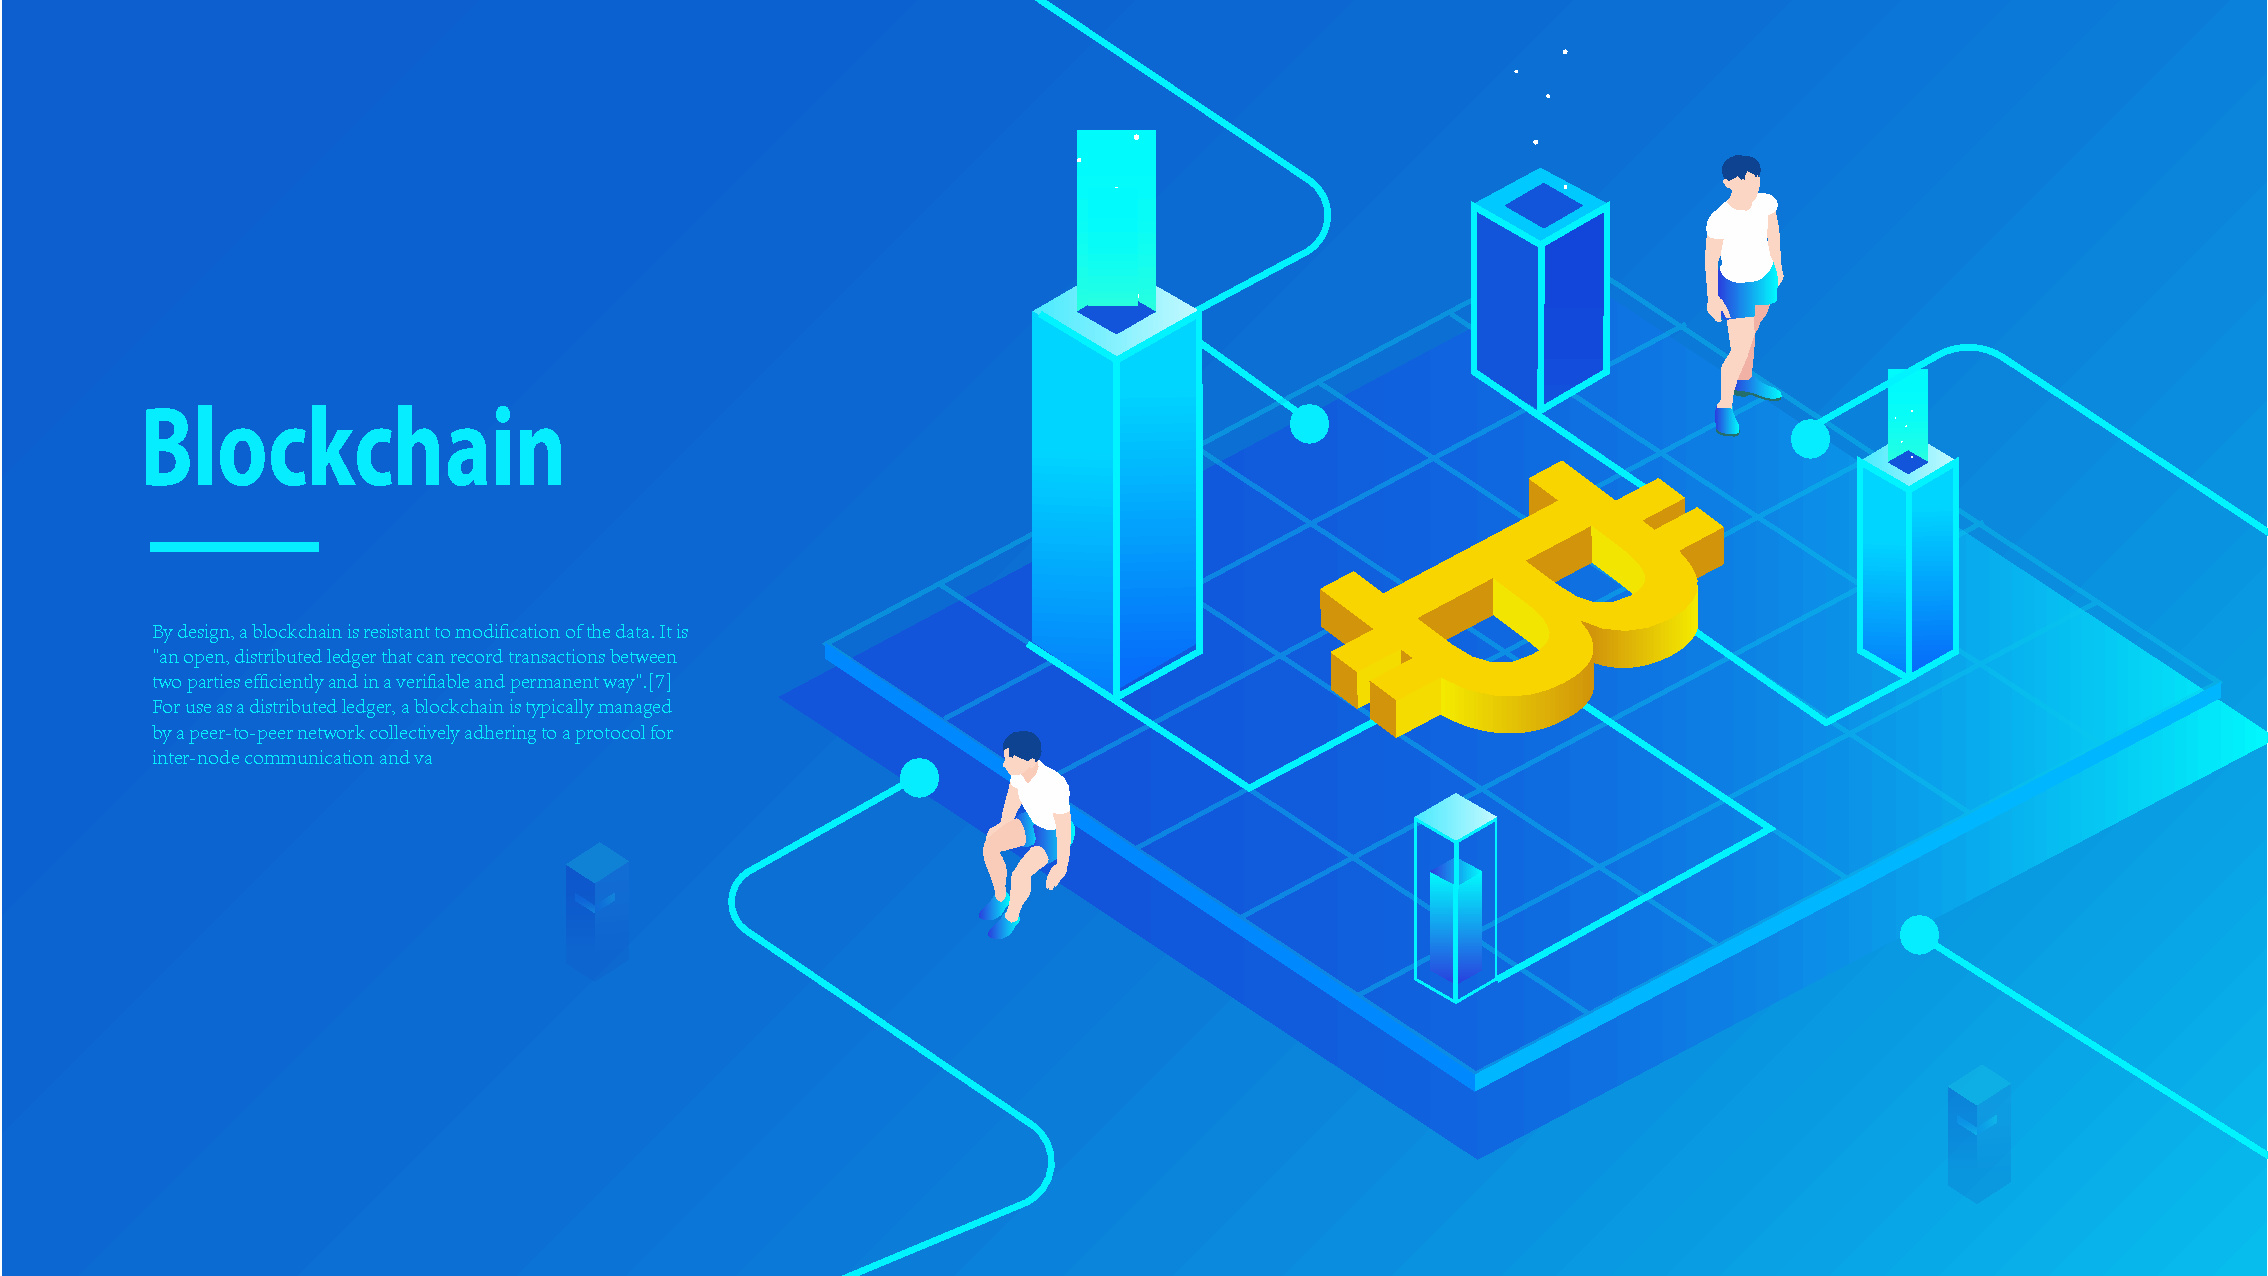 Blockchain
By design, a blockchain is resistant to modification of the data. It is
"an open, distributed ledger that can record transactions between
two parties efficiently and in a verifiable and permanent way".[7]
For use as a distributed ledger, a blockchain is typically managed
by a peer-to-peer network collectively adhering to a protocol for
inter-node communication and va